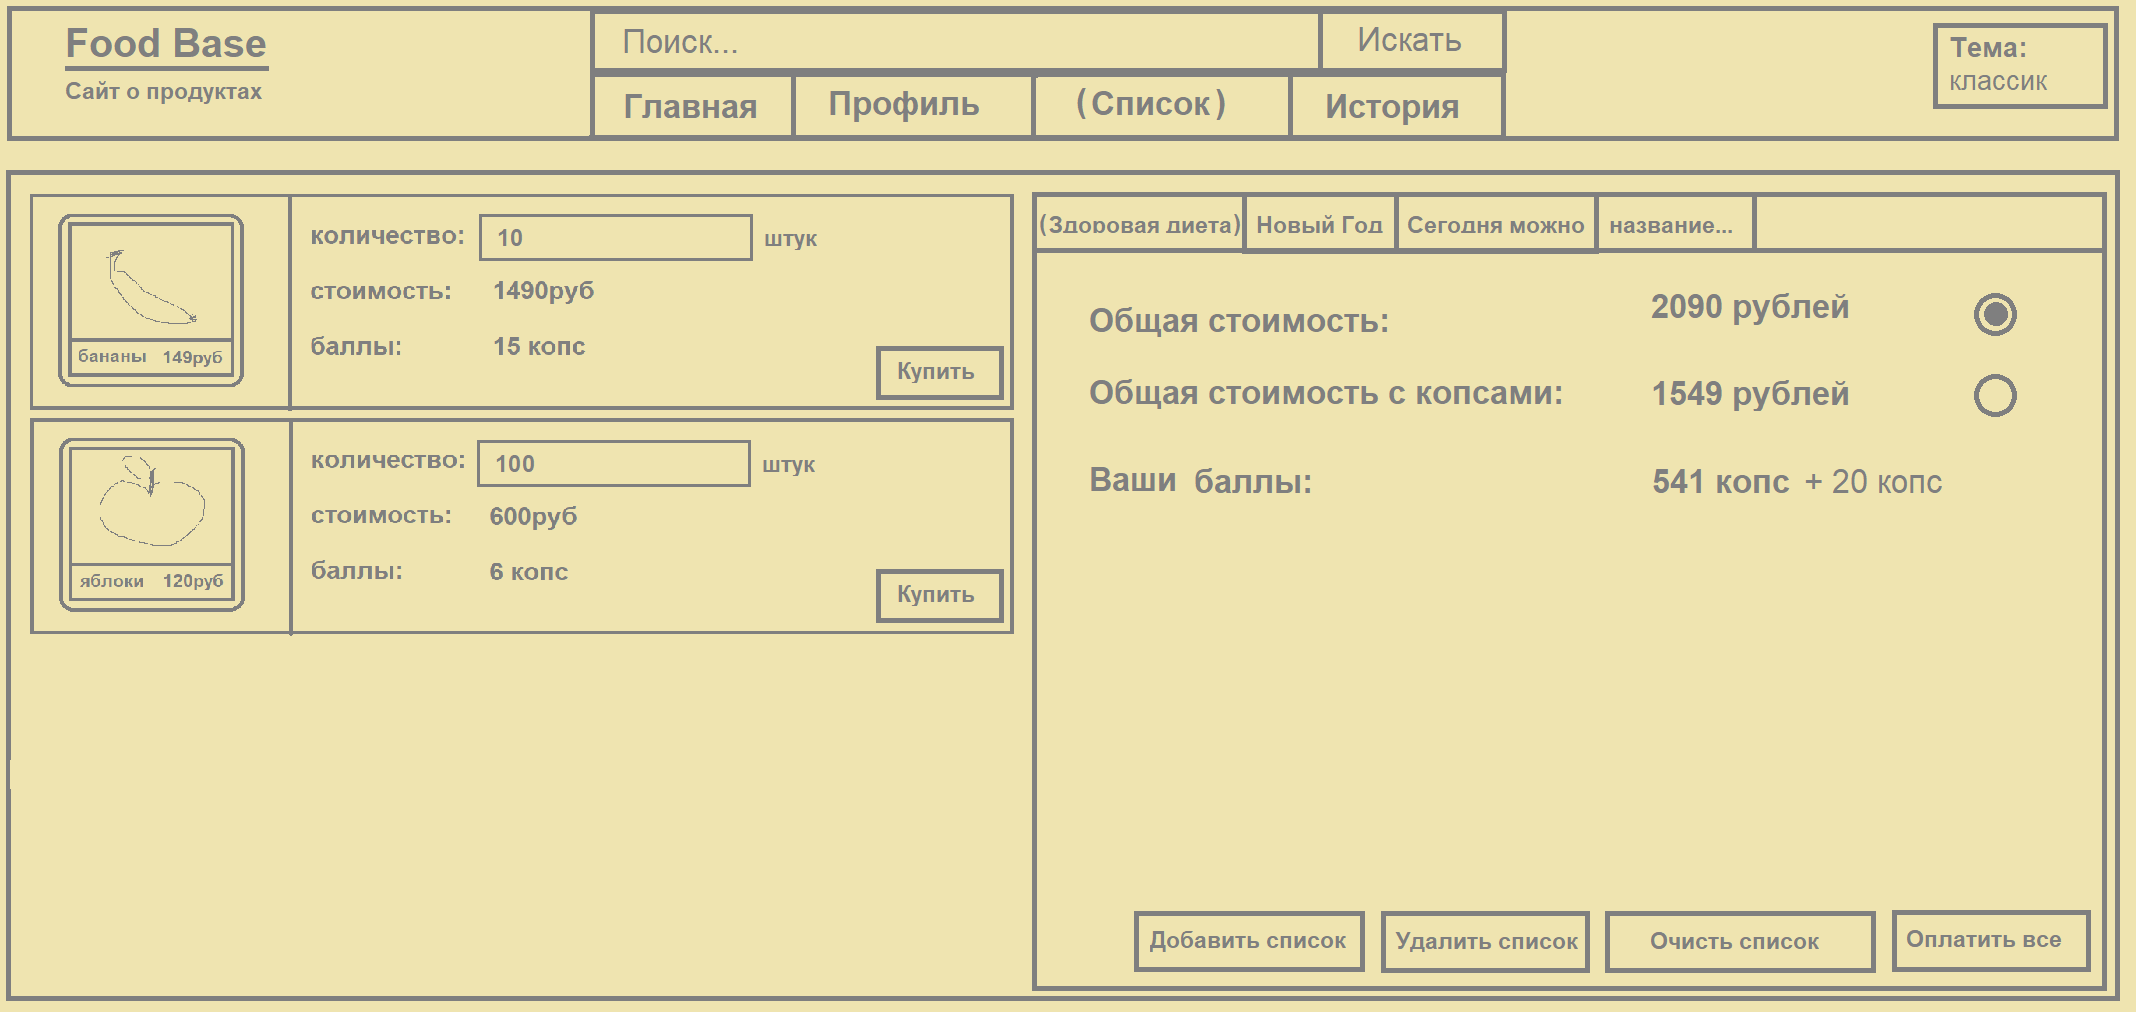 Food Base
Сайт о продуктах
Поиск...
Искать
Главная
Профиль
(Список)
История
Тема:
классик
бананы 149руб
количество: 10 штук
стоимость: 1490руб
баллы: 15 копс
Купить
яблоки 120руб
количество: 100 штук
стоимость: 600руб
баллы: 6 копс
Купить
(Здоровая диета)
Новый Год
Сегодня можно
название...
Общая стоимость: 2090 рублей
Общая стоимость с копсами: 1549 рублей
Ваши баллы: 541 копс + 20 копс
Добавить список
Удалить список
Очисть список
Оплатить все